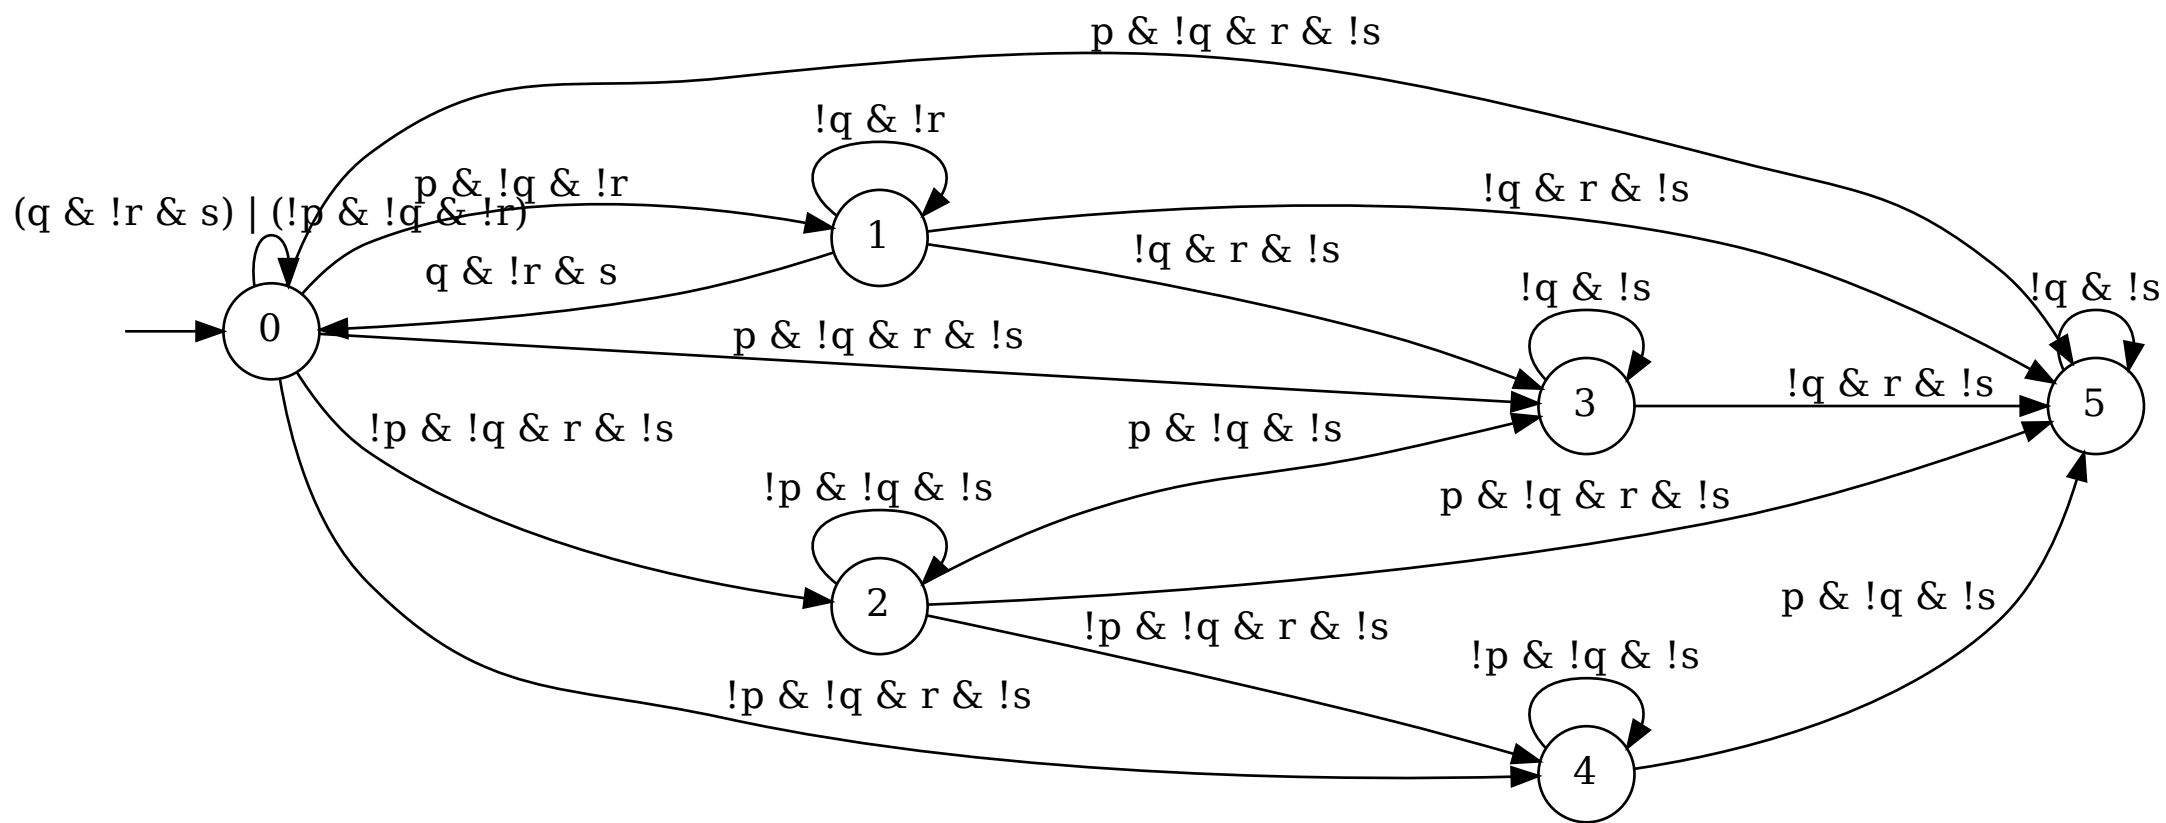 p & !q & r & !s
!q & !r
p & !q & !r
!q & r & !s
(q & !r & s) | (!p & !q & !r)
1
!q & r & !s
q & !r & s
!q & !s
!q & !s
0
p & !q & r & !s
!q & r & !s
3
5
!p & !q & r & !s
p & !q & !s
!p & !q & !s
p & !q & r & !s
2
!p & !q & r & !s
p & !q & !s
!p & !q & !s
!p & !q & r & !s
4